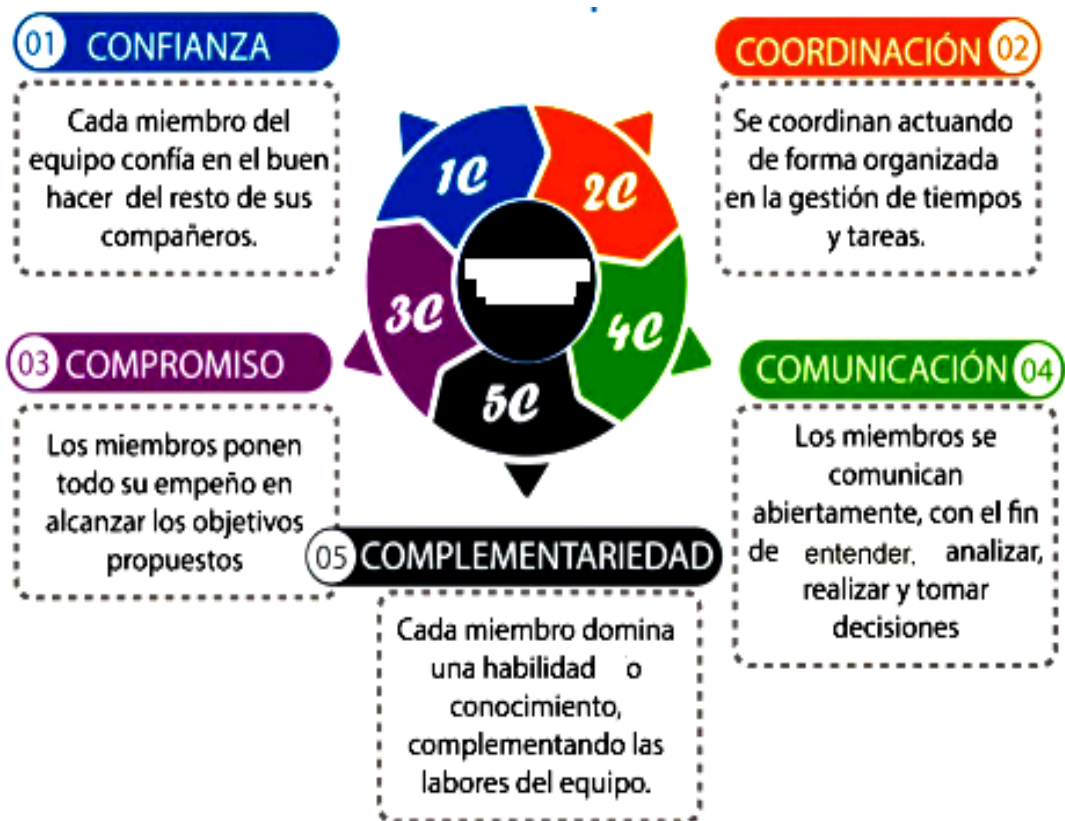 01 CONFIANZA
Cada miembro del
equipo confía en el buen
hacer del resto de sus
compañeros.
COORDINACIÓN 02
Se coordinan actuando
de forma organizada
en la gestión de tiempos
y tareas.
1C
2C
3C
4C
5C
03 COMPROMISO
Los miembros ponen
todo su empeño en
alcanzar los objetivos
propuestos
COMUNICACIÓN 04
Los miembros se
comunican
abiertamente, con el fin
de entender, analizar,
realizar y tomar
decisiones
05 COMPLEMENTARIEDAD
Cada miembro domina
una habilidad o
conocimiento,
complementando las
labores del equipo.